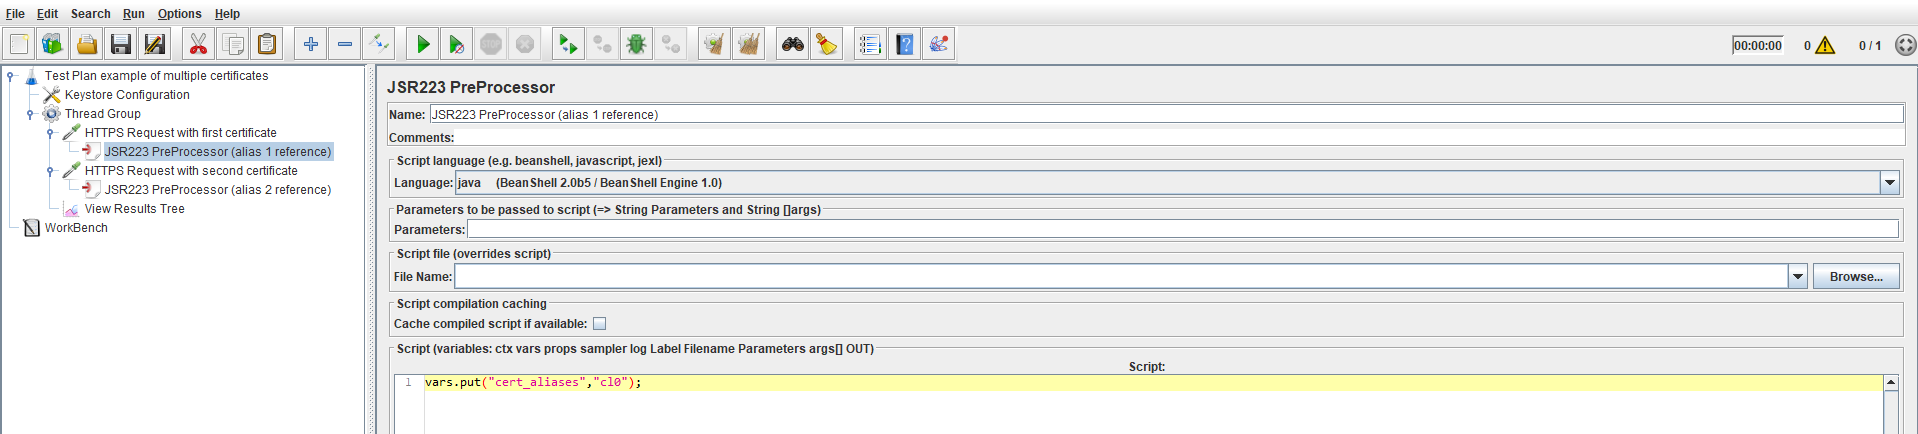 File Edit Search Run Options Help
STOP
00:00:00 0 0 / 1
Test Plan example of multiple certificates
Keystore Configuration
Thread Group
HTTPS Request with first certificate
JSR223 PreProcessor (alias 1 reference)
HTTPS Request with second certificate
JSR223 PreProcessor (alias 2 reference)
View Results Tree
WorkBench
JSR223 PreProcessor
Name: JSR223 PreProcessor (alias 1 reference)
Comments:
Script language (e.g. beanshell, javascript, jexl)
Language: java (BeanShell 2.0b5 / BeanShell Engine 1.0)
Parameters to be passed to script (=> String Parameters and String []args)
Parameters:
Script file (overrides script)
File Name: Browse...
Script compilation caching
Cache compiled script if available:
Script (variables: ctx vars props sampler log Label Filename Parameters args[] OUT)
Script:
1 vars.put("cert_aliases","cl0");